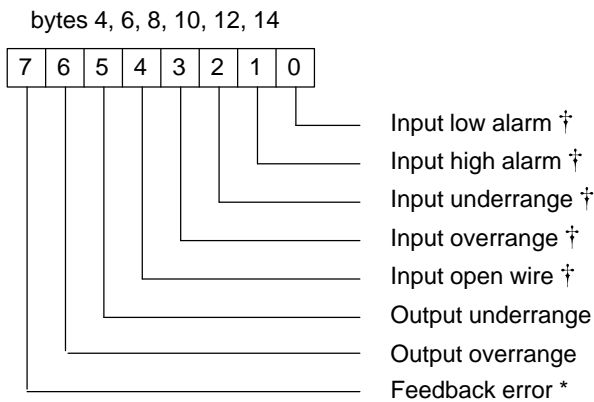 bytes 4, 6, 8, 10, 12, 14
7 6 5 4 3 2 1 0
Input low alarm †
Input high alarm †
Input underrange †
Input overrange †
Input open wire †
Output underrange
Output overrange
Feedback error *